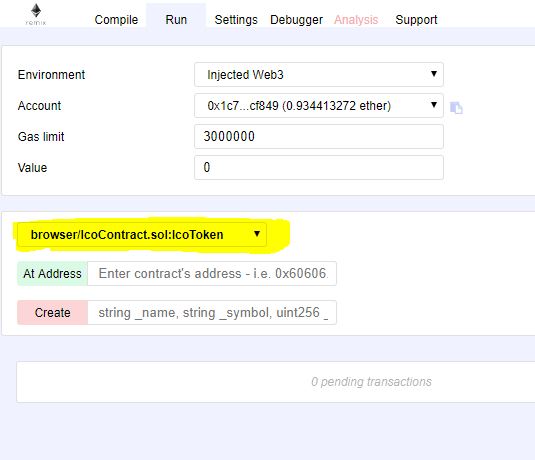 remix
Compile Run Settings Debugger Analysis Support
Environment Injected Web3
Account 0x1c7...cf849 (0.934413272 ether)
Gas limit 3000000
Value 0
browser/IcoContract.sol:IcoToken
At Address Enter contract's address - i.e. 0x60606
Create string _name, string _symbol, uint256 _
0 pending transactions